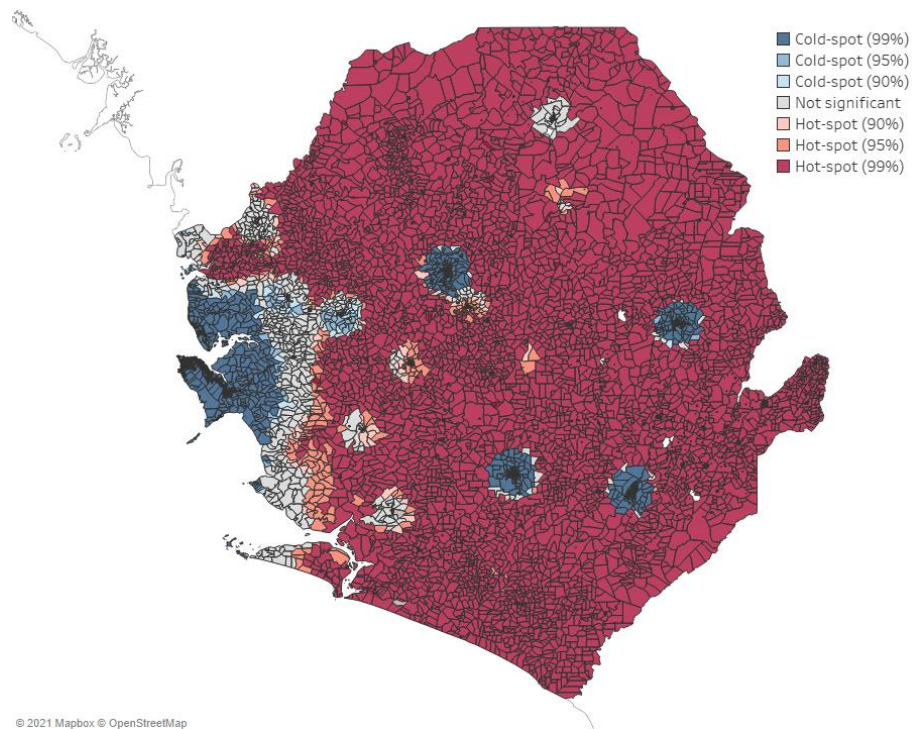 Cold-spot (99%)
Cold-spot (95%)
Cold-spot (90%)
Not significant
Hot-spot (90%)
Hot-spot (95%)
Hot-spot (99%)
© 2021 Mapbox © OpenStreetMap